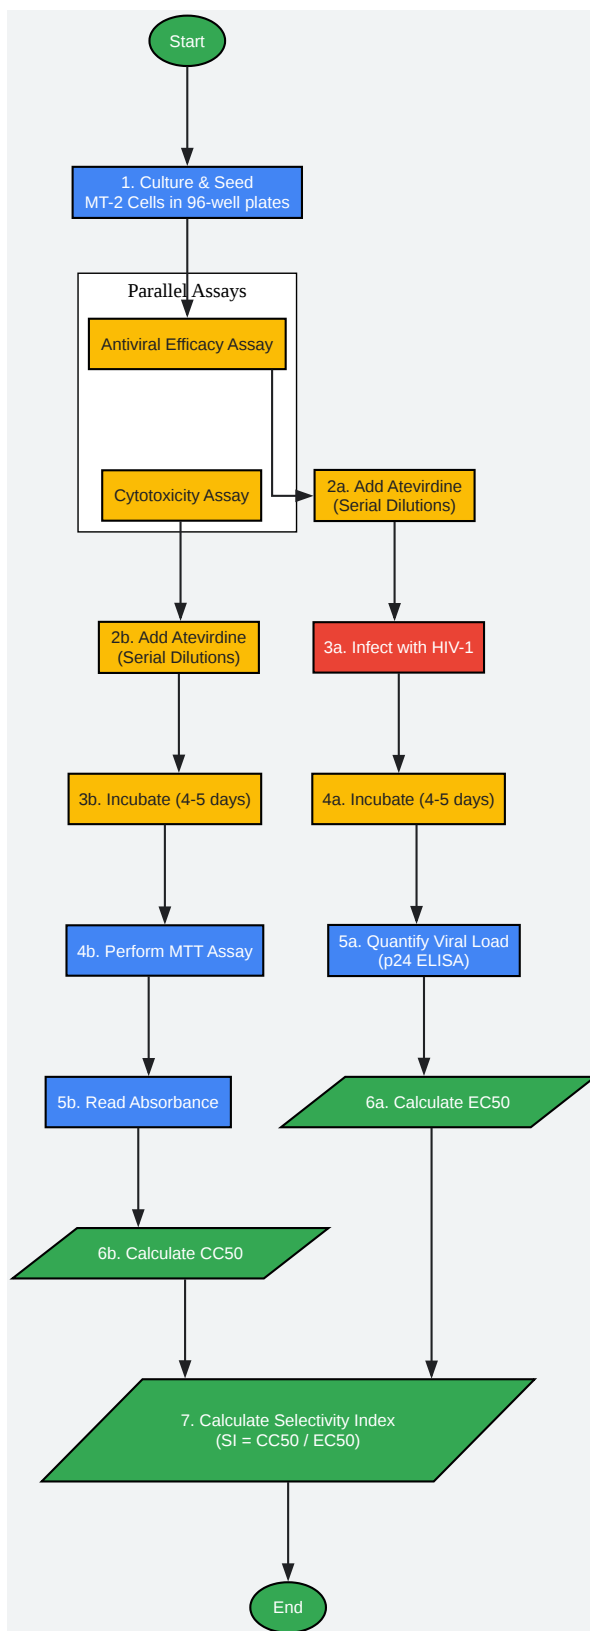 Start
1. Culture & Seed
MT-2 Cells in 96-well plates
Parallel Assays
Antiviral Efficacy Assay
Cytotoxicity Assay
2a. Add Atevirdine
(Serial Dilutions)
2b. Add Atevirdine
(Serial Dilutions)
3a. Infect with HIV-1
3b. Incubate (4-5 days)
4a. Incubate (4-5 days)
4b. Perform MTT Assay
5a. Quantify Viral Load
(p24 ELISA)
5b. Read Absorbance
6a. Calculate EC50
6b. Calculate CC50
7. Calculate Selectivity Index
(SI = CC50 / EC50)
End